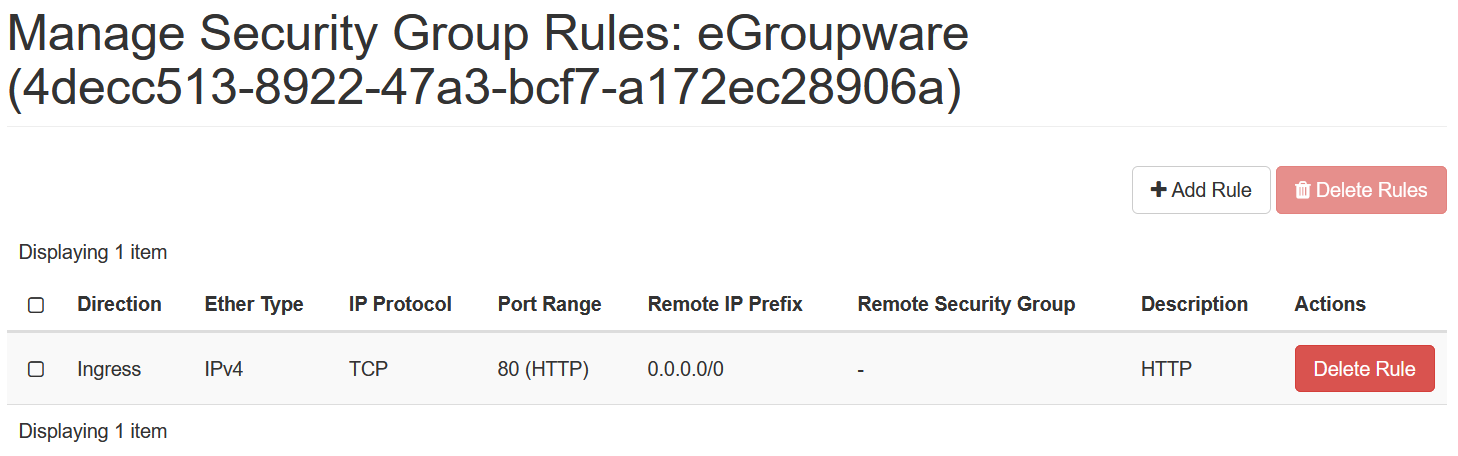 Manage Security Group Rules: eGroupware
(4decc513-8922-47a3-bcf7-a172ec28906a)
Add Rule Delete Rules
Displaying 1 item
Direction Ether Type IP Protocol Port Range Remote IP Prefix Remote Security Group Description Actions
Ingress IPv4 TCP 80 (HTTP) 0.0.0.0/0 - HTTP Delete Rule
Displaying 1 item